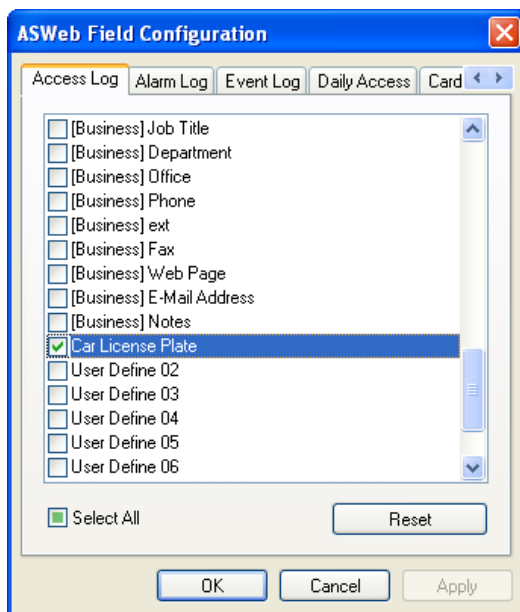 ASWeb Field Configuration
Access Log Alarm Log Event Log Daily Access Card
[Business] Job Title
[Business] Department
[Business] Office
[Business] Phone
[Business] ext
[Business] Fax
[Business] Web Page
[Business] E-Mail Address
[Business] Notes
Car License Plate
User Define 02
User Define 03
User Define 04
User Define 05
User Define 06
Select All Reset
OK Cancel Apply